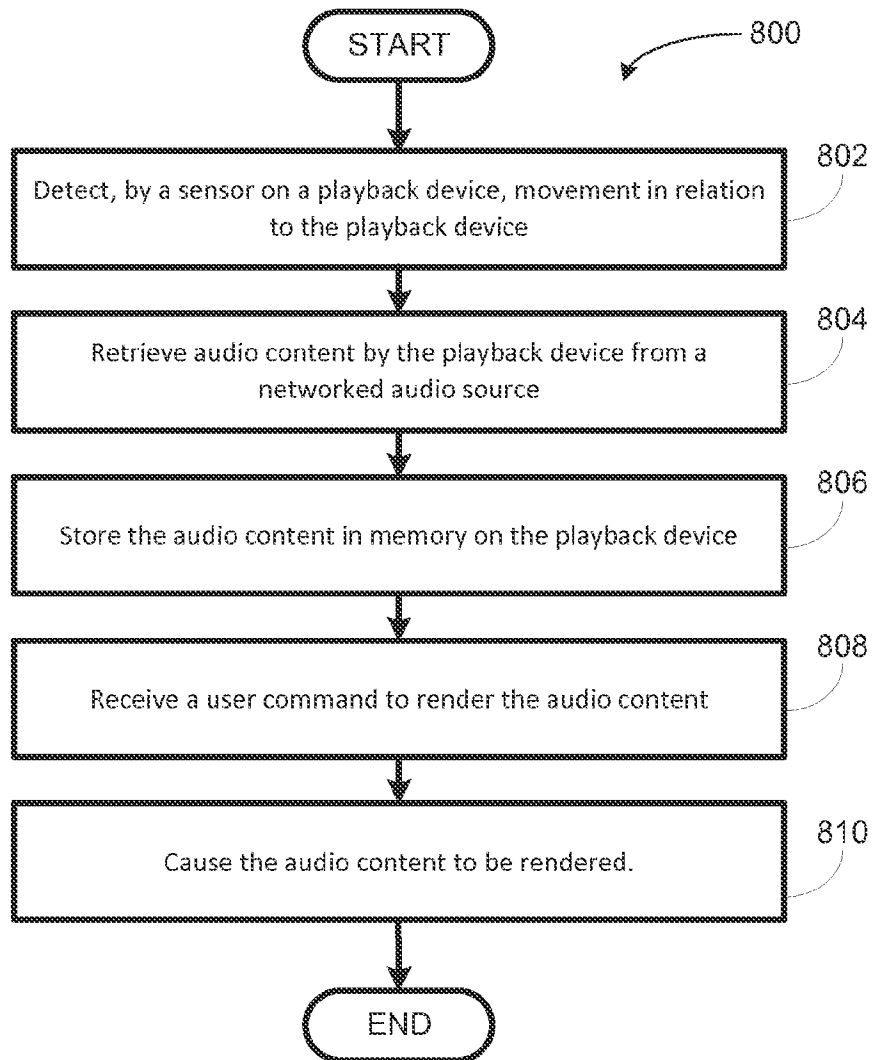 START
800
802
Detect, by a sensor on a playback device, movement in relation
to the playback device
804
Retrieve audio content by the playback device from a
networked audio source
806
Store the audio content in memory on the playback device
808
Receive a user command to render the audio content
810
Cause the audio content to be rendered.
END